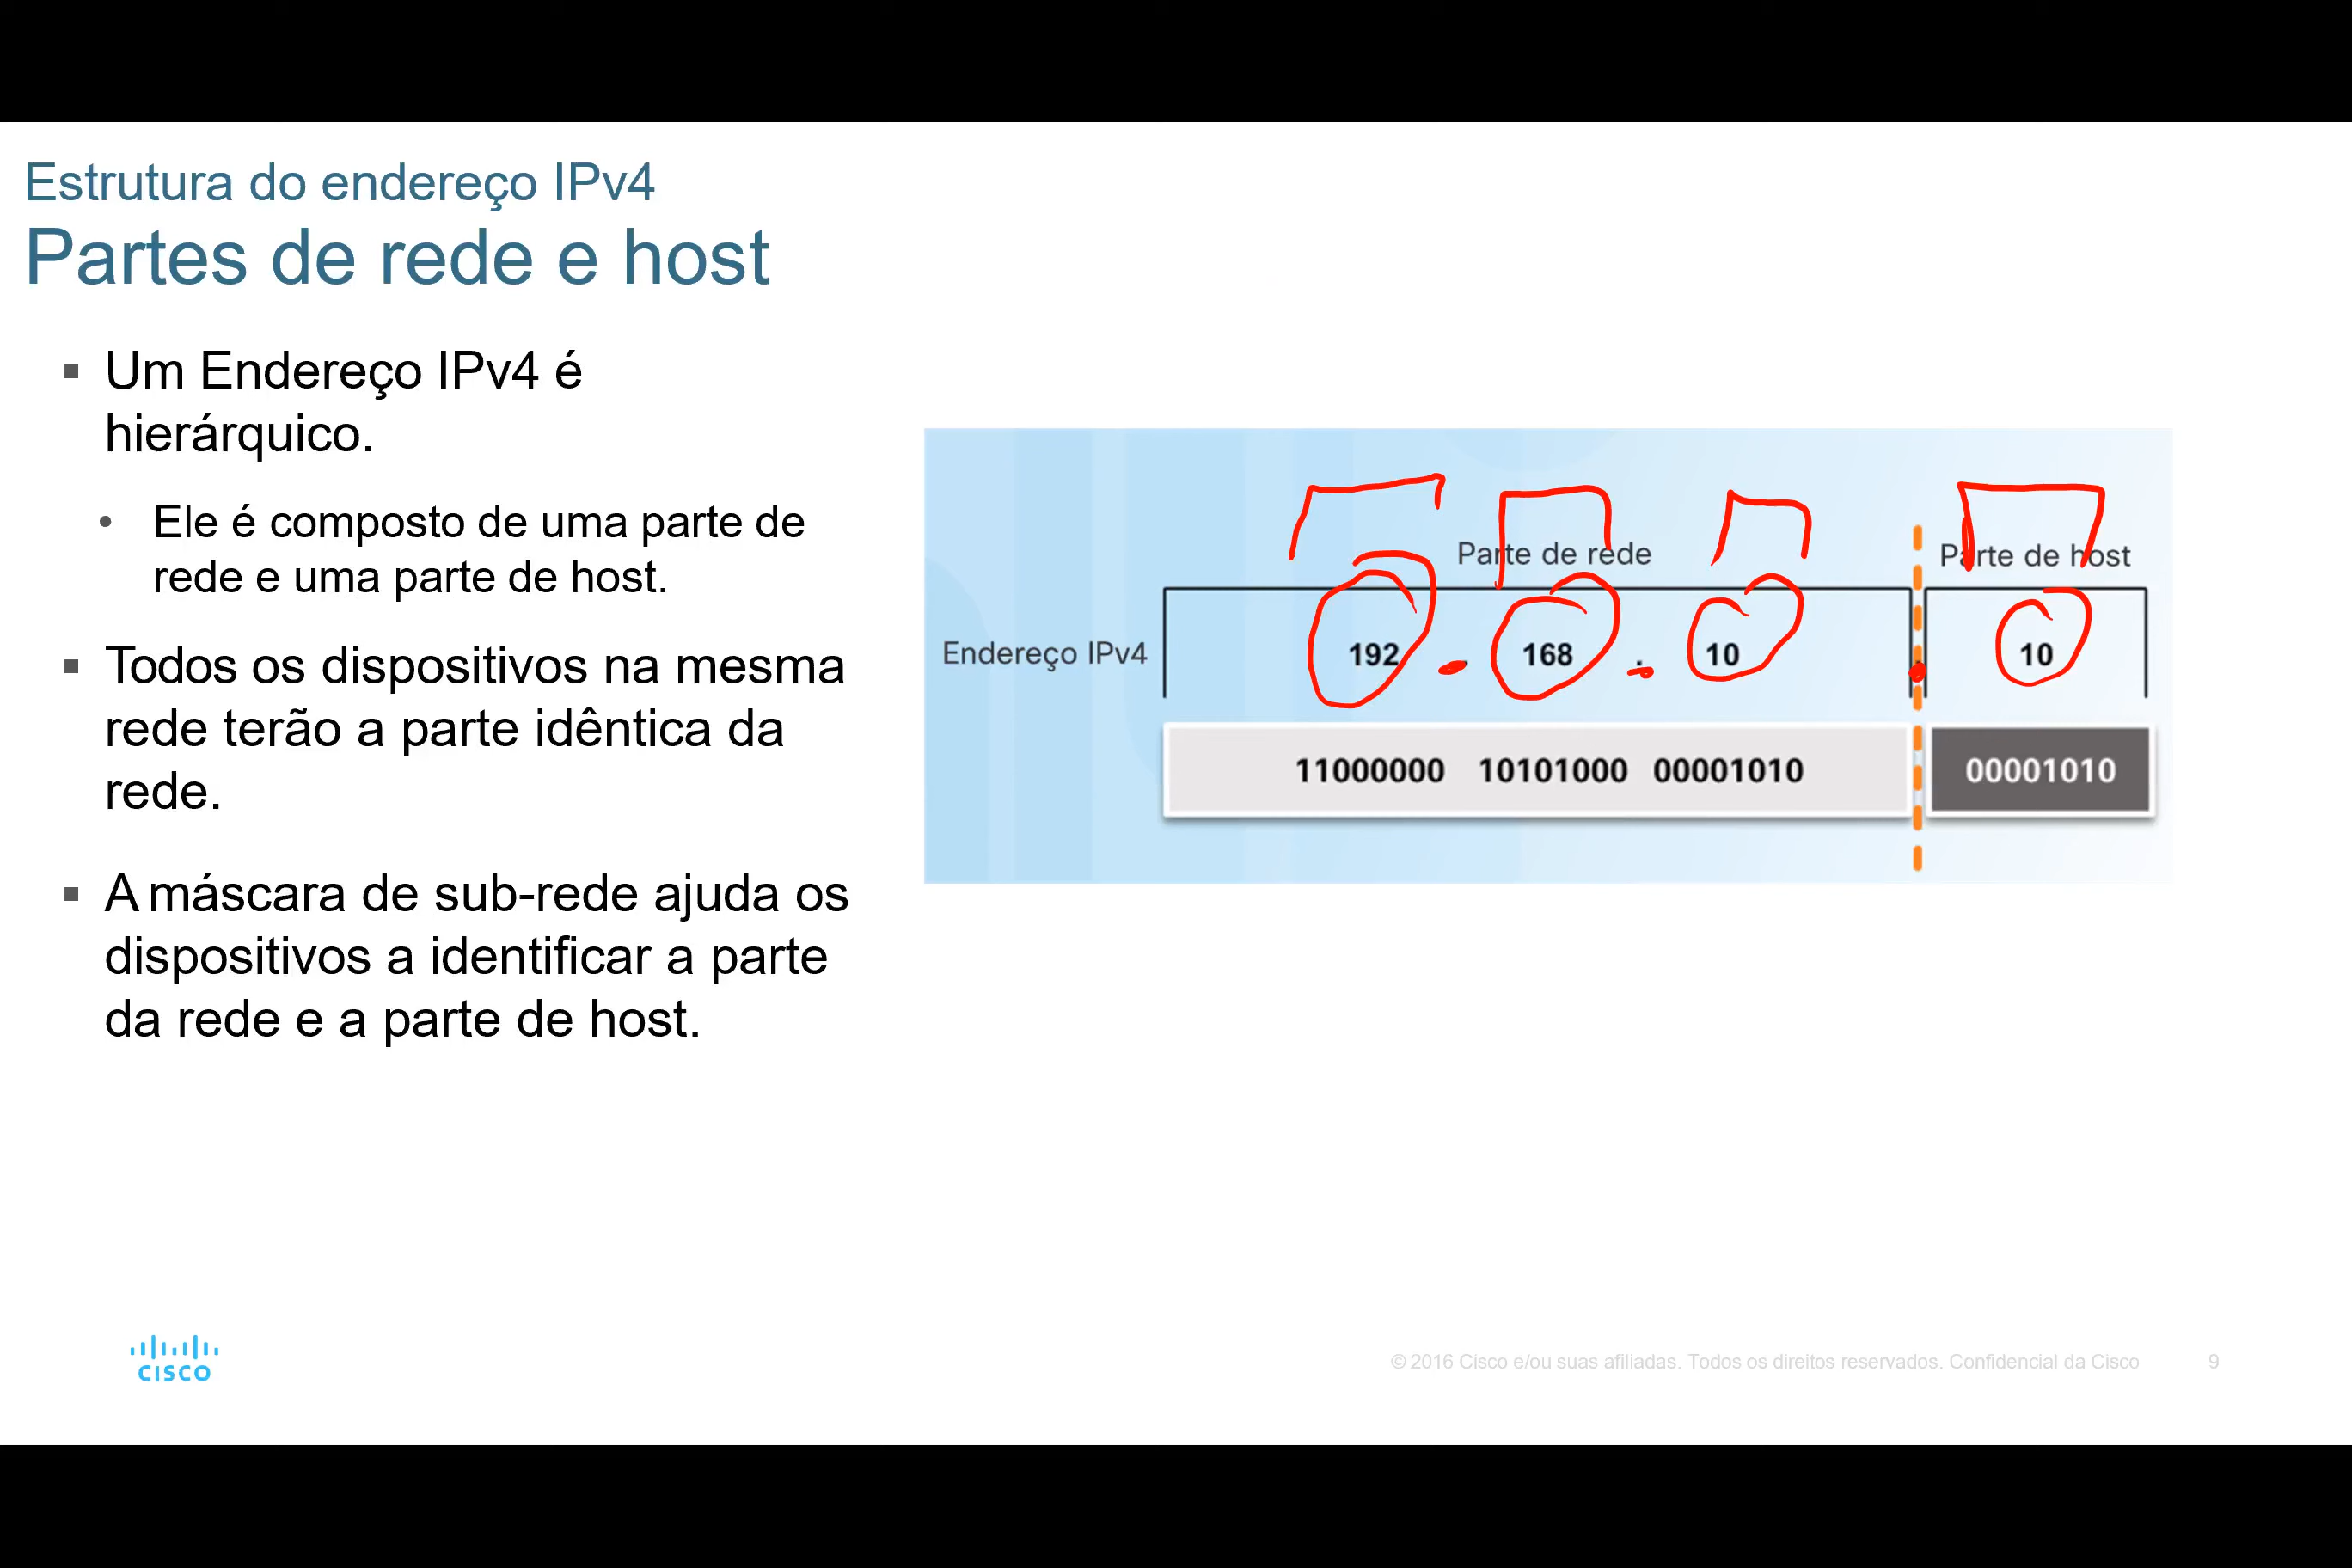 Estrutura do endereço IPv4
Partes de rede e host
▪ Um Endereço IPv4 é
hierárquico.
• Ele é composto de uma parte de
rede e uma parte de host.
▪ Todos os dispositivos na mesma
rede terão a parte idêntica da
rede.
▪ A máscara de sub-rede ajuda os
dispositivos a identificar a parte
da rede e a parte de host.
Parte de rede Parte de host
Endereço IPv4 192 . 168 . 10 . 10
11000000 10101000 00001010 00001010
CISCO
© 2016 Cisco e/ou suas afiliadas. Todos os direitos reservados. Confidencial da Cisco 9